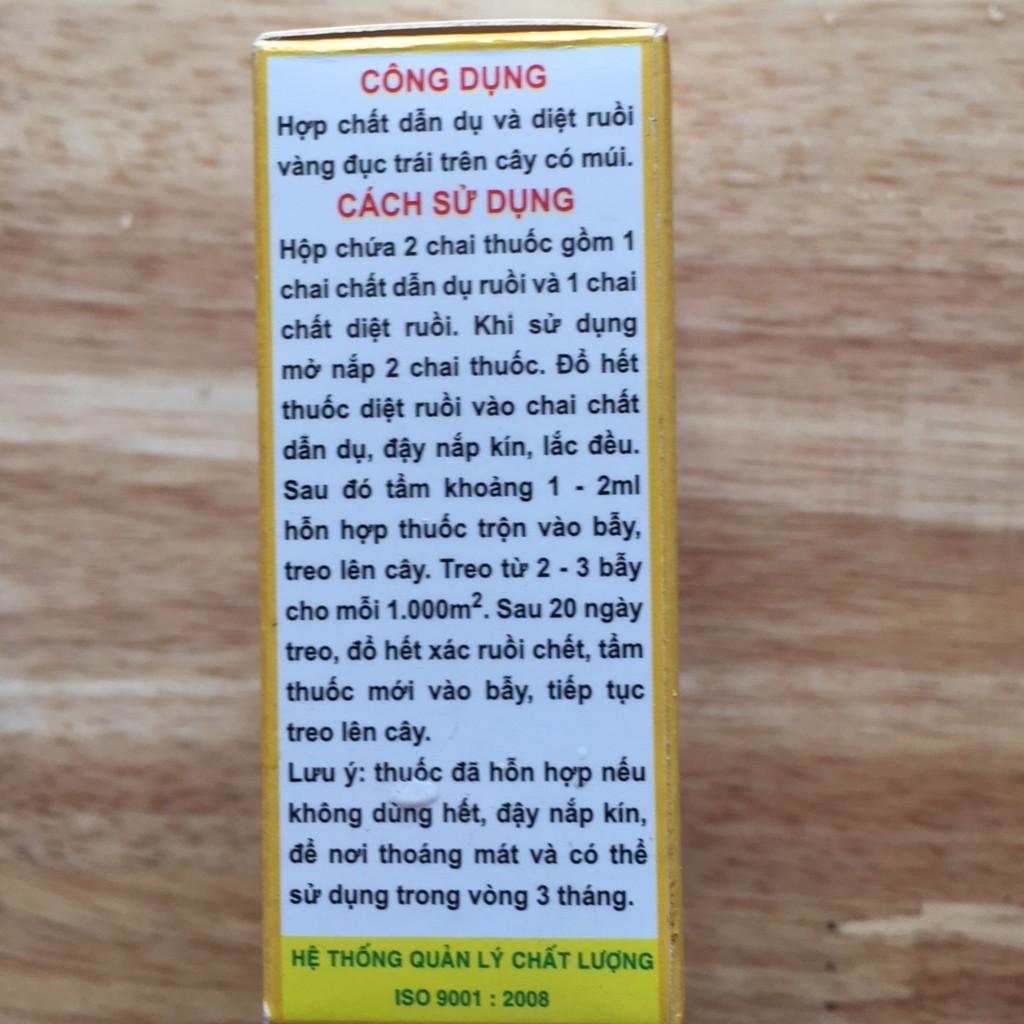 CÔNG DỤNG
Hợp chất dẫn dụ và diệt ruồi
vàng đục trái trên cây có múi.
CÁCH SỬ DỤNG
Hộp chứa 2 chai thuốc gồm 1
chai chất dẫn dụ ruồi và 1 chai
chất diệt ruồi. Khi sử dụng
mở nắp 2 chai thuốc. Đổ hết
thuốc diệt ruồi vào chai chất
dẫn dụ, đậy nắp kín, lắc đều.
Sau đó tẩm khoảng 1 - 2ml
hỗn hợp thuốc trộn vào bẫy,
treo lên cây. Treo từ 2 - 3 bẫy
cho mỗi 1.000m². Sau 20 ngày
treo, đổ hết xác ruồi chết, tẩm
thuốc mới vào bẫy, tiếp tục
treo lên cây.
Lưu ý: thuốc đã hỗn hợp nếu
không dùng hết, đậy nắp kín,
để nơi thoáng mát và có thể
sử dụng trong vòng 3 tháng.
HỆ THỐNG QUẢN LÝ CHẤT LƯỢNG
ISO 9001 : 2008